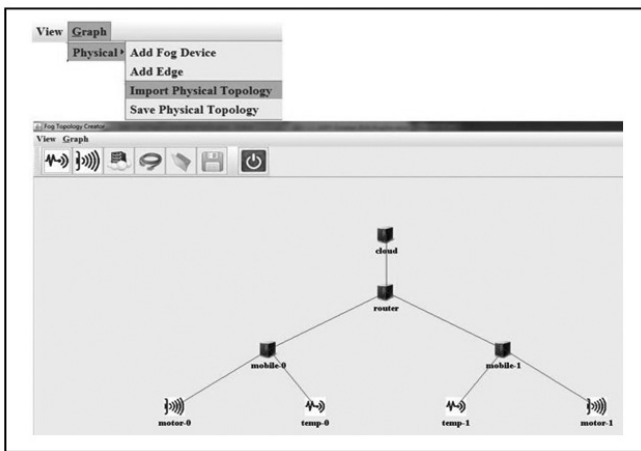 View Graph
Physical Add Fog Device
Add Edge
Import Physical Topology
Save Physical Topology
Fog Topology Creator
View Graph
cloud
router
mobile-0 mobile-1
motor-0 temp-0 temp-1 motor-1